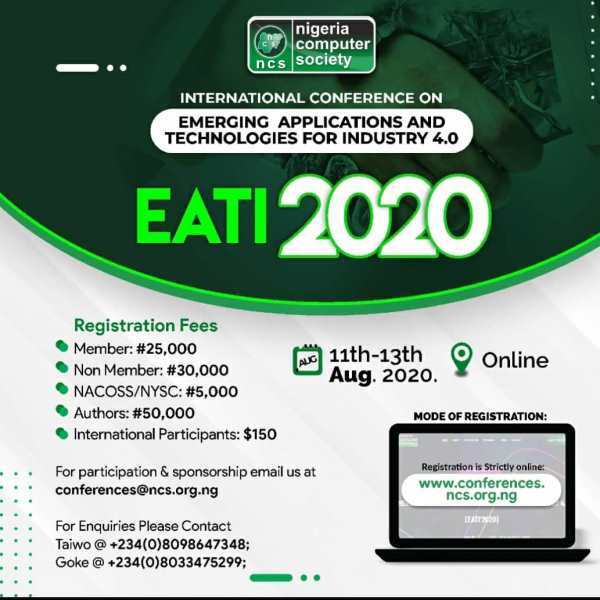 ncs
nigeria
computer
society
INTERNATIONAL CONFERENCE ON
EMERGING APPLICATIONS AND
TECHNOLOGIES FOR INDUSTRY 4.0
EATI 2020
Registration Fees
Member: #25,000
Non Member: #30,000
NACOSS/NYSC: #5,000
Authors: #50,000
International Participants: $150
AUG
11th-13th
Aug. 2020.
Online
For participation & sponsorship email us at
conferences@ncs.org.ng
For Enquiries Please Contact
Taiwo @ +234(0)8098647348;
Goke @ +234(0)8033475299;
MODE OF REGISTRATION:
Registration is Strictly online:
www.conferences.
ncs.org.ng
[EATI'2020]